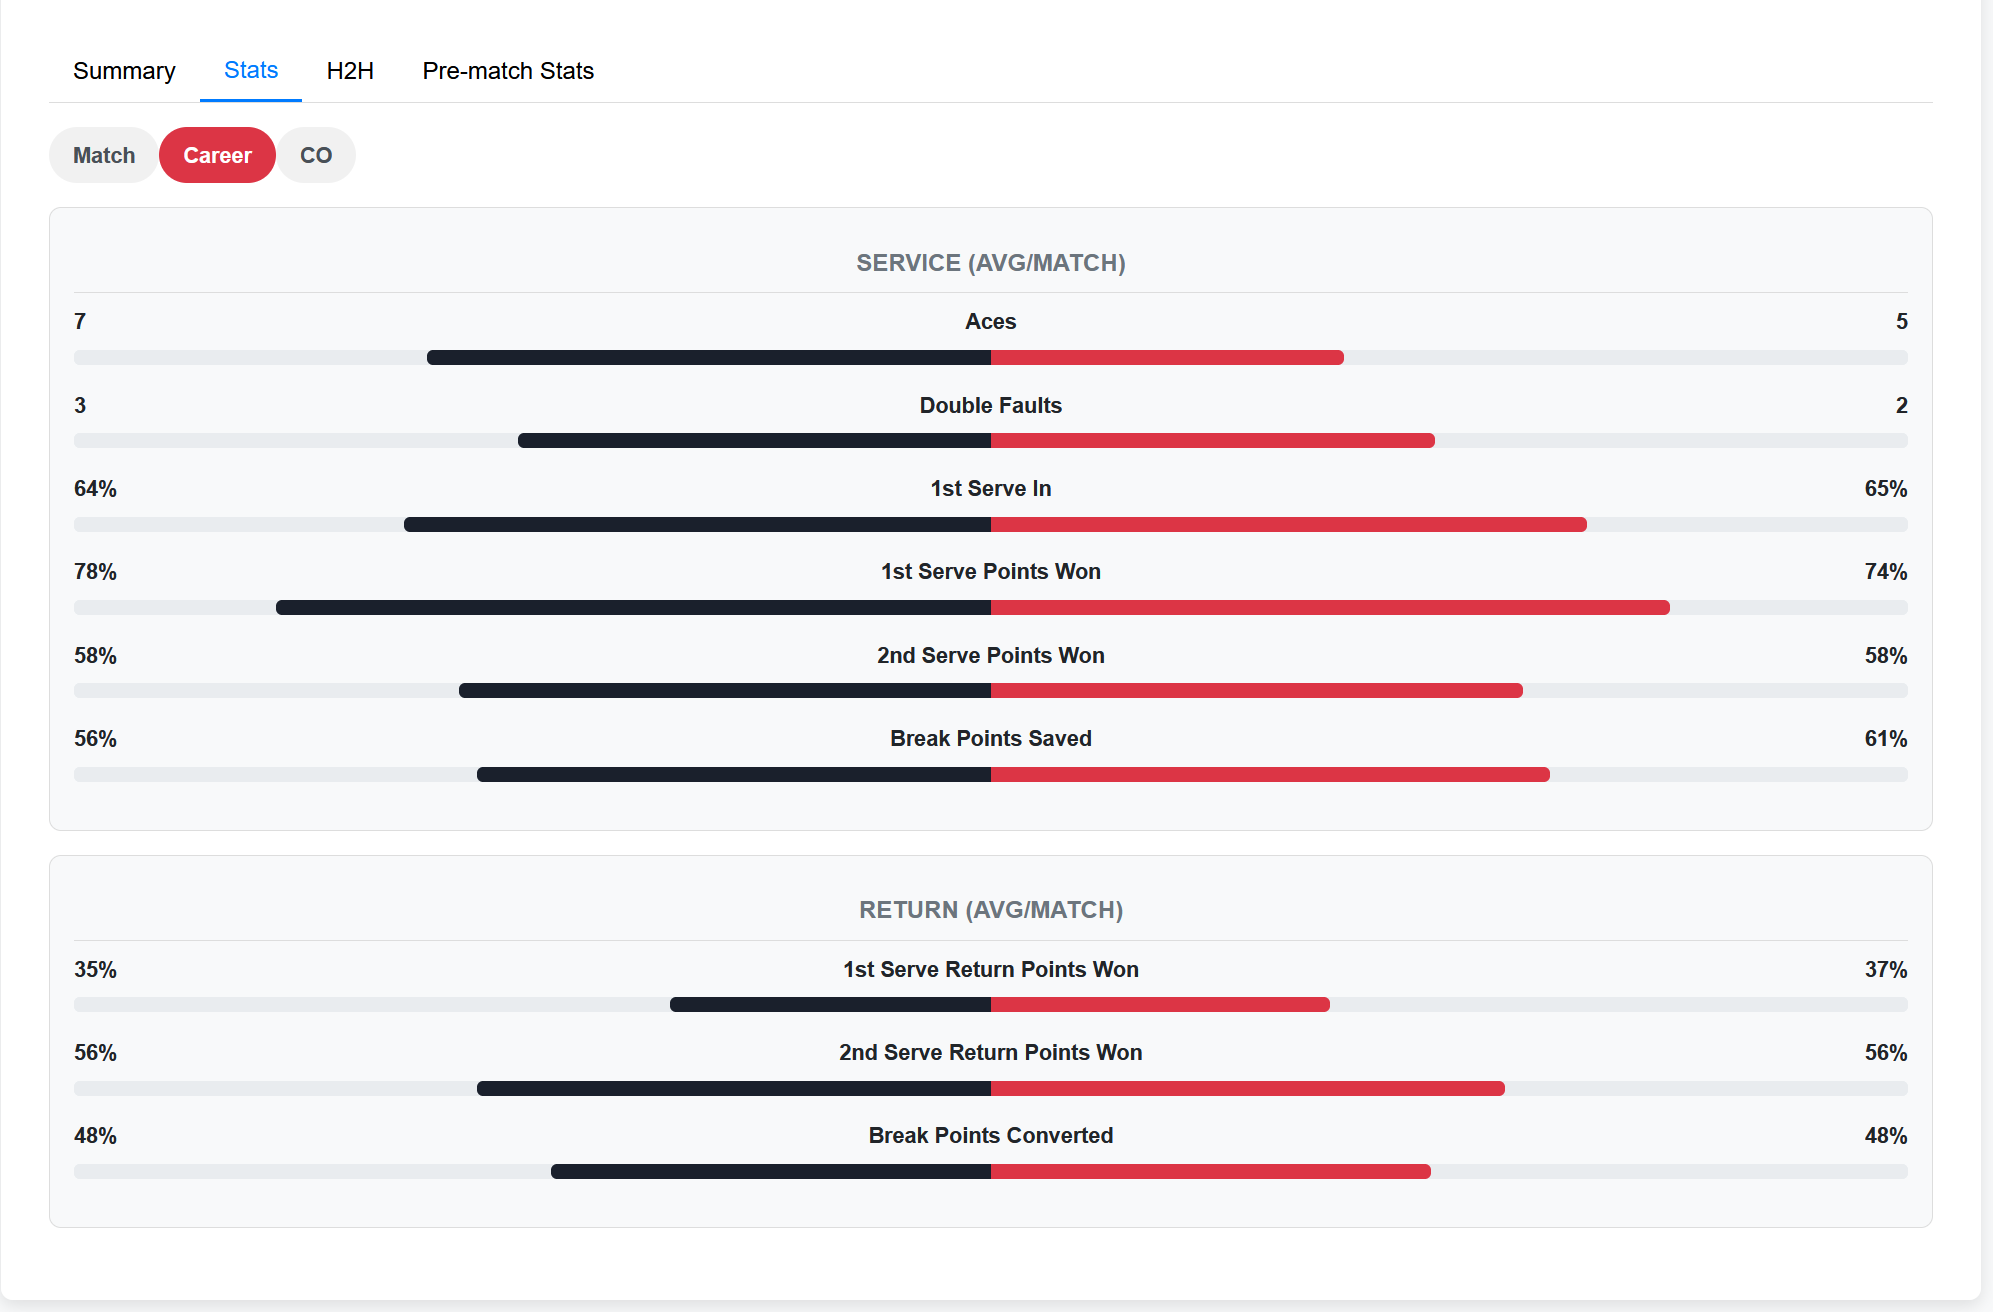 Summary Stats H2H Pre-match Stats
Match Career CO
SERVICE (AVG/MATCH)
7 Aces 5
3 Double Faults 2
64% 1st Serve In 65%
78% 1st Serve Points Won 74%
58% 2nd Serve Points Won 58%
56% Break Points Saved 61%
RETURN (AVG/MATCH)
35% 1st Serve Return Points Won 37%
56% 2nd Serve Return Points Won 56%
48% Break Points Converted 48%